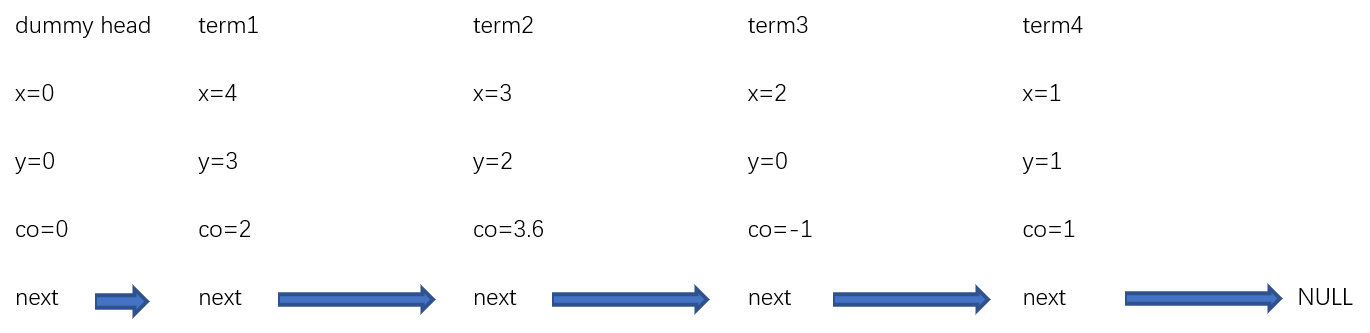 dummy head term1 term2 term3 term4
x=0 x=4 x=3 x=2 x=1
y=0 y=3 y=2 y=0 y=1
co=0 co=2 co=3.6 co=-1 co=1
next next next next next NULL